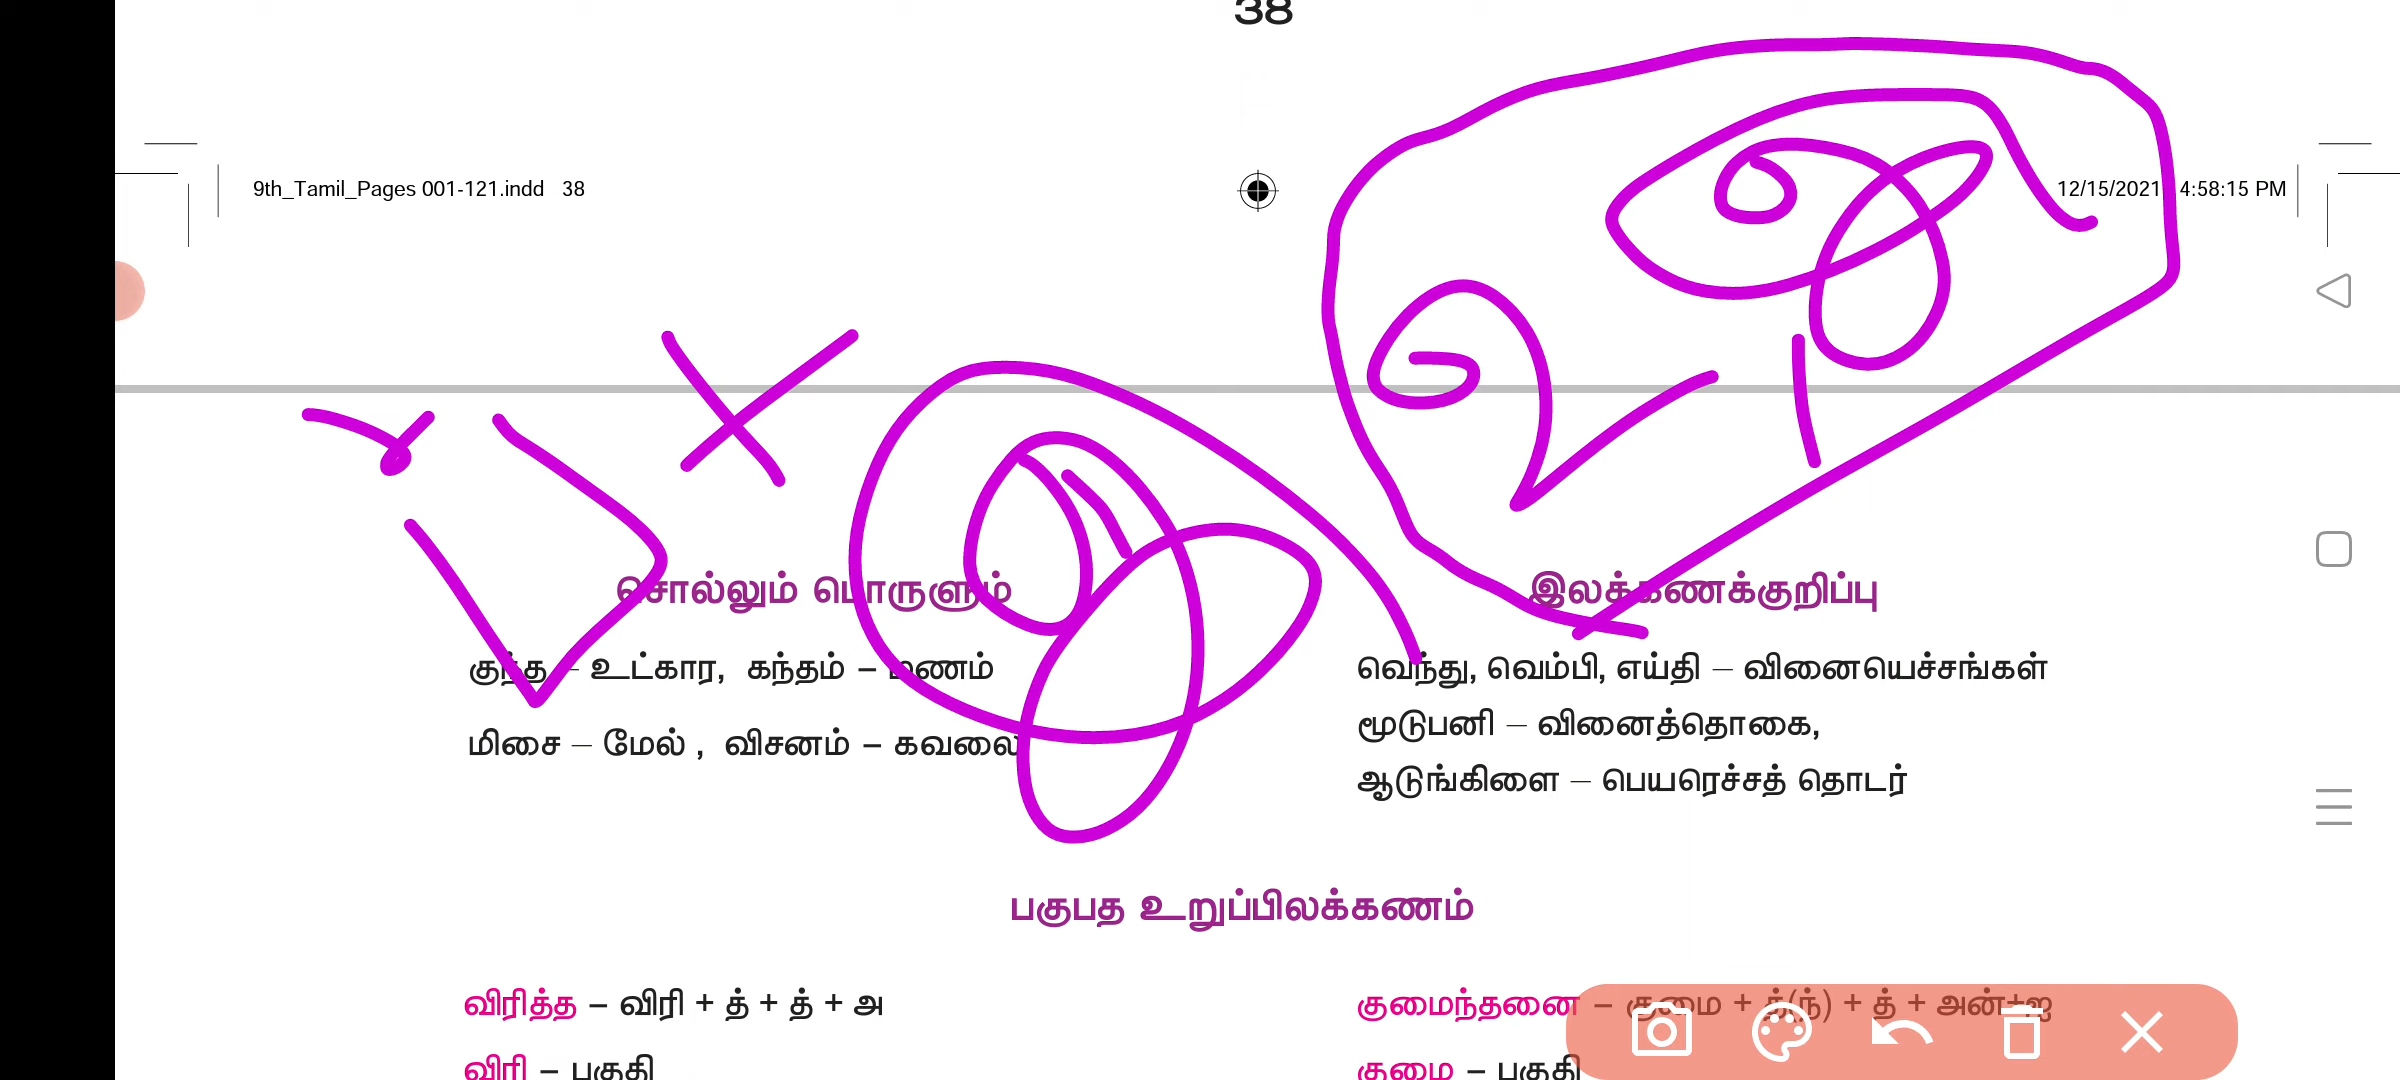 38
9th_Tamil_Pages 001-121.indd 38
12/15/2021 4:58:15 PM
சொல்லும் பொருளும்
குந்த – உட்கார, கந்தம் – மணம்
மிசை – மேல் , விசனம் – கவலை
இலக்கணக்குறிப்பு
வெந்து, வெம்பி, எய்தி – வினையெச்சங்கள்
மூடுபனி – வினைத்தொகை,
ஆடுங்கிளை – பெயரெச்சத் தொடர்
பகுபத உறுப்பிலக்கணம்
விரித்த – விரி + த் + த் + அ
விரி – பகுதி
குமைந்தனை – குமை + த்(ந்) + த் + அன்+ஐ
குமை – பகுதி